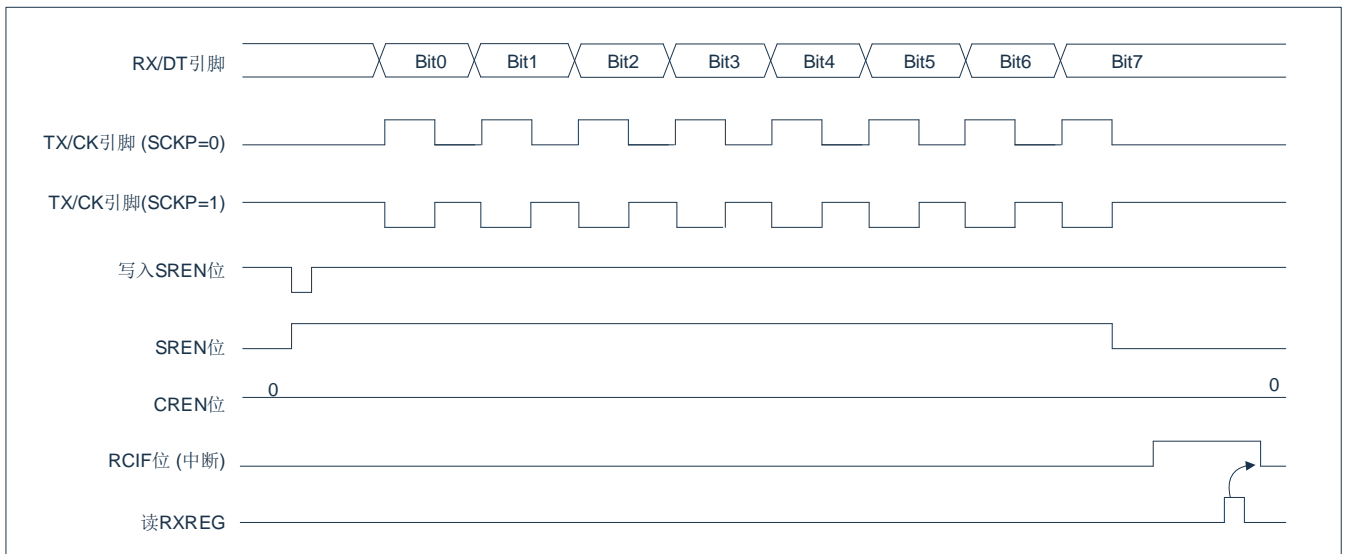 RX/DT引脚 Bit0 Bit1 Bit2 Bit3 Bit4 Bit5 Bit6 Bit7
TX/CK引脚 (SCKP=0)
TX/CK引脚(SCKP=1)
写入SREN位
SREN位
CREN位 0 0
RCIF位 (中断)
读RXREG